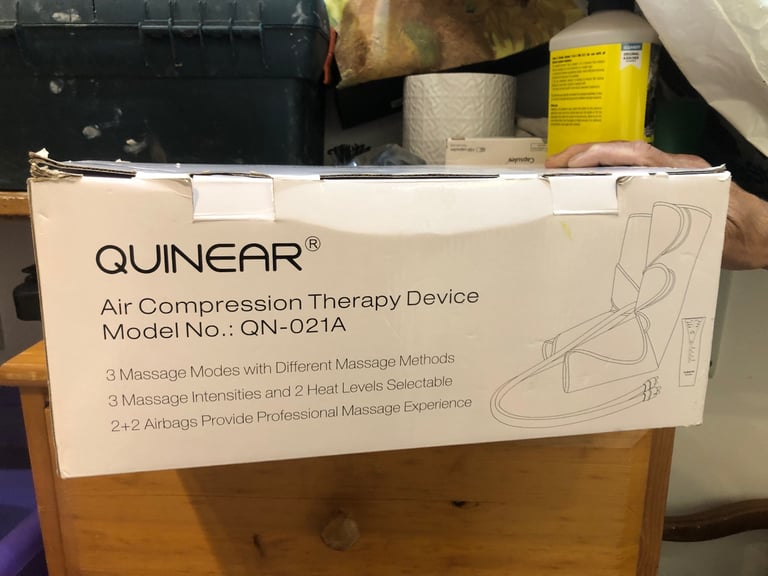 QUINEAR®
Air Compression Therapy Device
Model No.: QN-021A
3 Massage Modes with Different Massage Methods
3 Massage Intensities and 2 Heat Levels Selectable
2+2 Airbags Provide Professional Massage Experience
Capsules